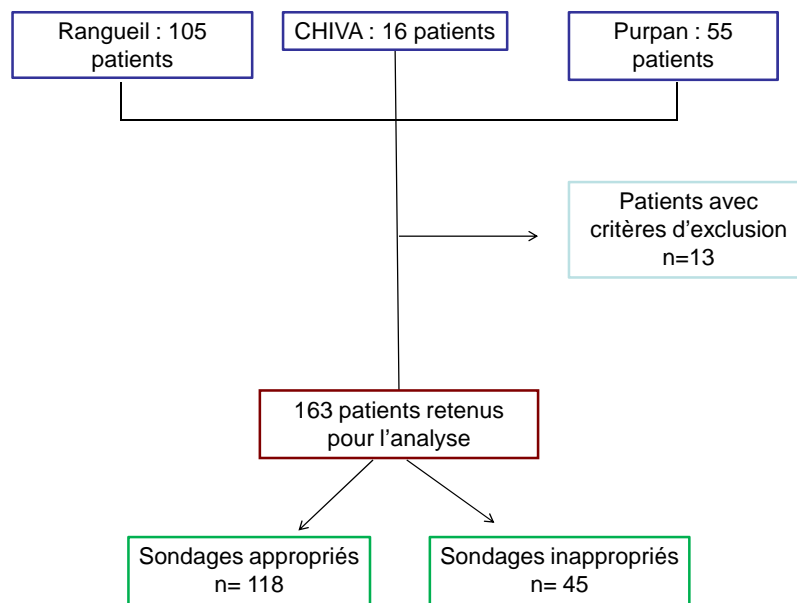 Rangueil : 105
patients
CHIVA : 16 patients
Purpan : 55
patients
Patients avec
critères d’exclusion
n=13
163 patients retenus
pour l’analyse
Sondages appropriés
n= 118
Sondages inappropriés
n= 45